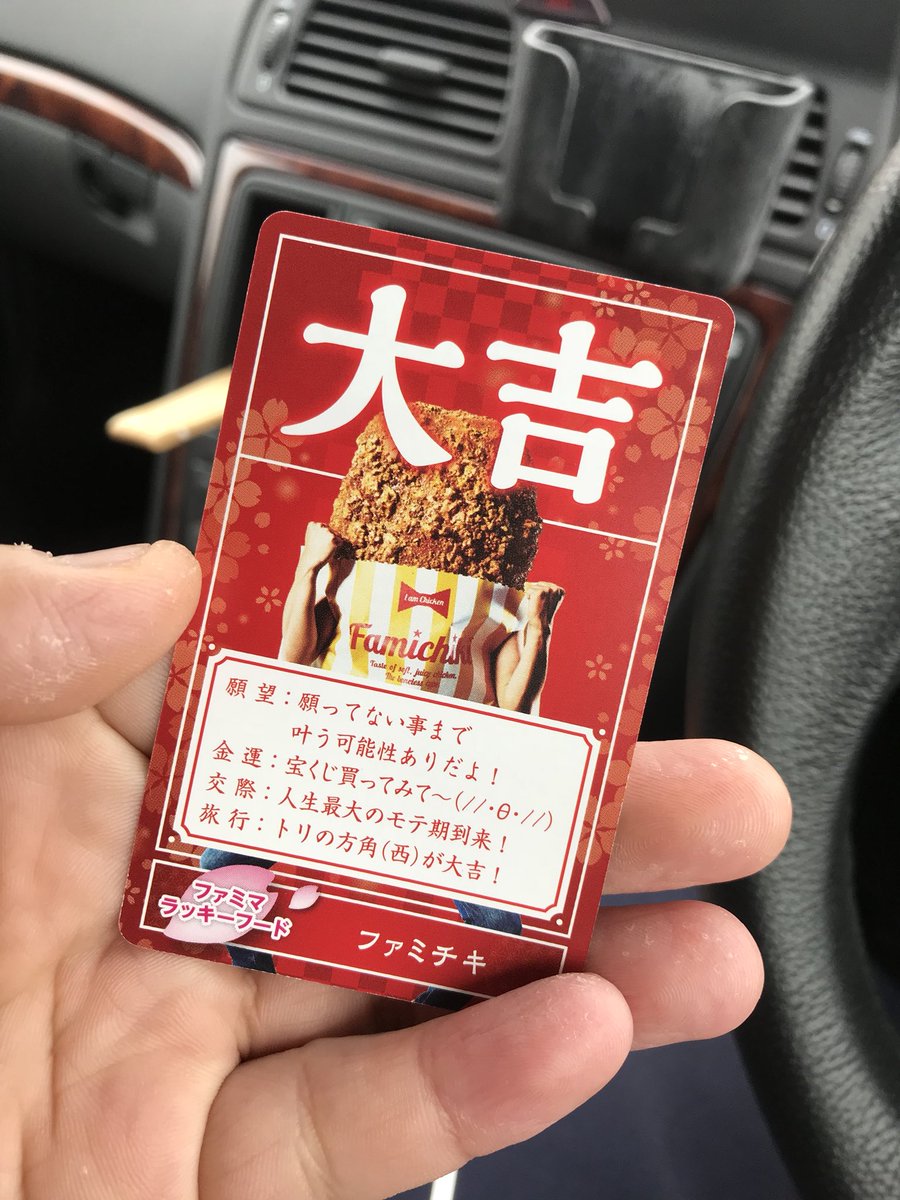 大吉
I am Chicken
Famichiki
Taste of soft, juicy chicken.
The boneless
願望：願ってない事まで
叶う可能性ありだよ！
金運：宝くじ買ってみて～(//・θ・//)
交際：人生最大のモテ期到来！
旅行：トリの方角(西)が大吉！
ファミマ
ラッキーフード
ファミチキ